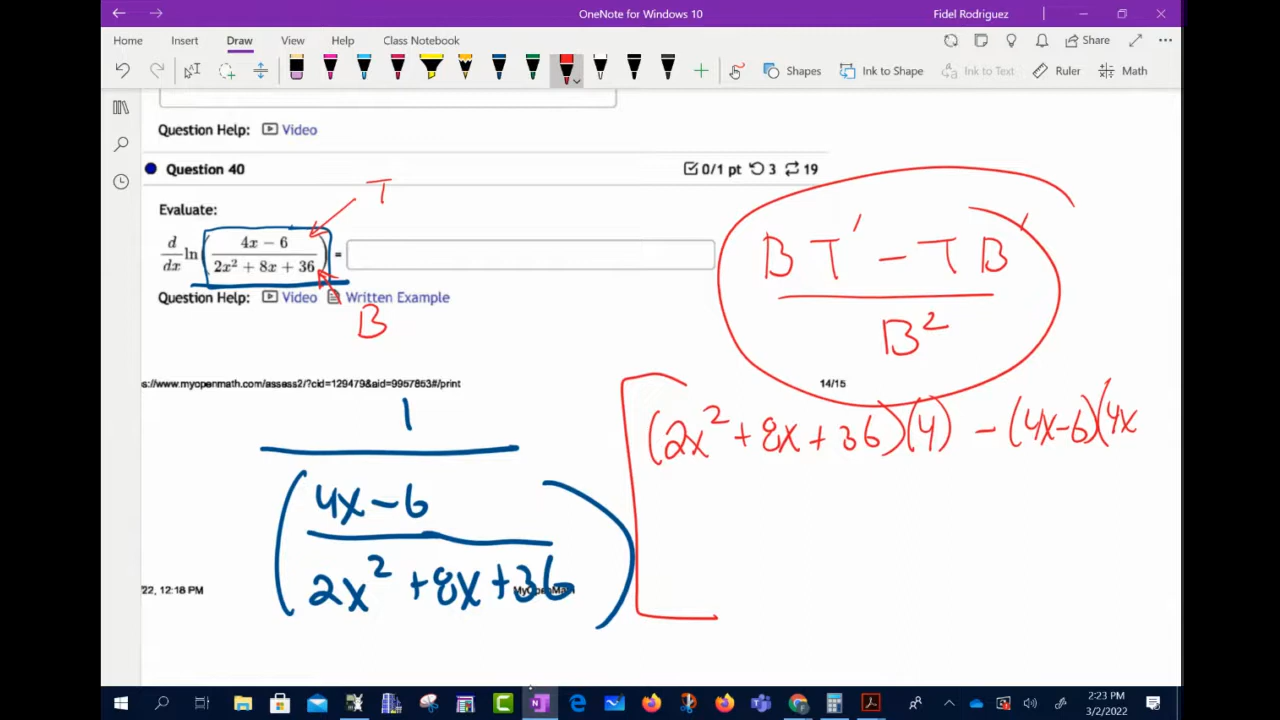 OneNote for Windows 10
Fidel Rodriguez
Home Insert Draw View Help Class Notebook
Share
Shapes Ink to Shape Ink to Text Ruler Math
Question Help: Video
Question 40
0/1 pt 3 19
Evaluate:
T
d/dx ln ( (4x − 6)/(2x² + 8x + 36) ) =
Question Help: Video Written Example
B
BT' − TB'
B²
s://www.myopenmath.com/assess2/?cid=129479&aid=9957853#/print
14/15
1
(2x² + 8x + 36)(4) − (4x−6)(4x
4x − 6
2x² + 8x + 36
'22, 12:18 PM
MyOpenMath
2:23 PM
3/2/2022